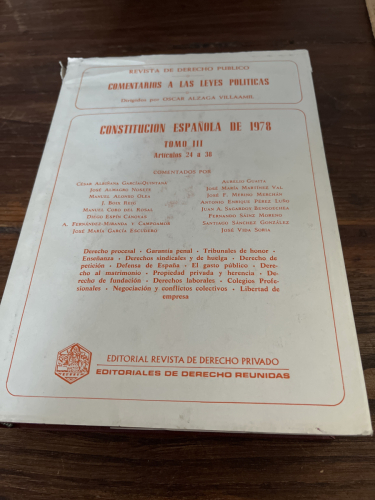 REVISTA DE DERECHO PUBLICO
COMENTARIOS A LAS LEYES POLITICAS
Dirigidos por OSCAR ALZAGA VILLAAMIL
CONSTITUCION ESPAÑOLA DE 1978
TOMO III
Artículos 24 a 38
COMENTADOS POR
CÉSAR ALBIÑANA GARCÍA-QUINTANA
JOSÉ ALMAGRO NOSETE
MANUEL ALONSO OLEA
J. BONET
MANUEL COBO DEL ROSAL
DIEGO ESPÍN CÁNOVAS
A. FERNÁNDEZ-MIRANDA Y CAMPOAMOR
JOSÉ MARÍA GARCÍA ESCUDERO
AURELIO GUAITA
JOSÉ MARÍA MARTÍNEZ VAL
JOSÉ F. MERINO MERCHÁN
ANTONIO ENRIQUE PÉREZ LUÑO
JUAN A. SAGARDOY BENGOECHEA
FERNANDO SÁINZ MORENO
SANTIAGO SÁNCHEZ GONZÁLEZ
JOSÉ VIDA SORIA
Derecho procesal - Garantía penal - Tribunales de honor -
Enseñanza - Derechos sindicales y de huelga - Derecho de
petición - Defensa de España - El gasto público - Dere-
cho al matrimonio - Propiedad privada y herencia - De-
recho de fundación - Derechos laborales - Colegios Profe-
sionales - Negociación y conflictos colectivos - Libertad de
empresa
EDITORIAL REVISTA DE DERECHO PRIVADO
EDITORIALES DE DERECHO REUNIDAS